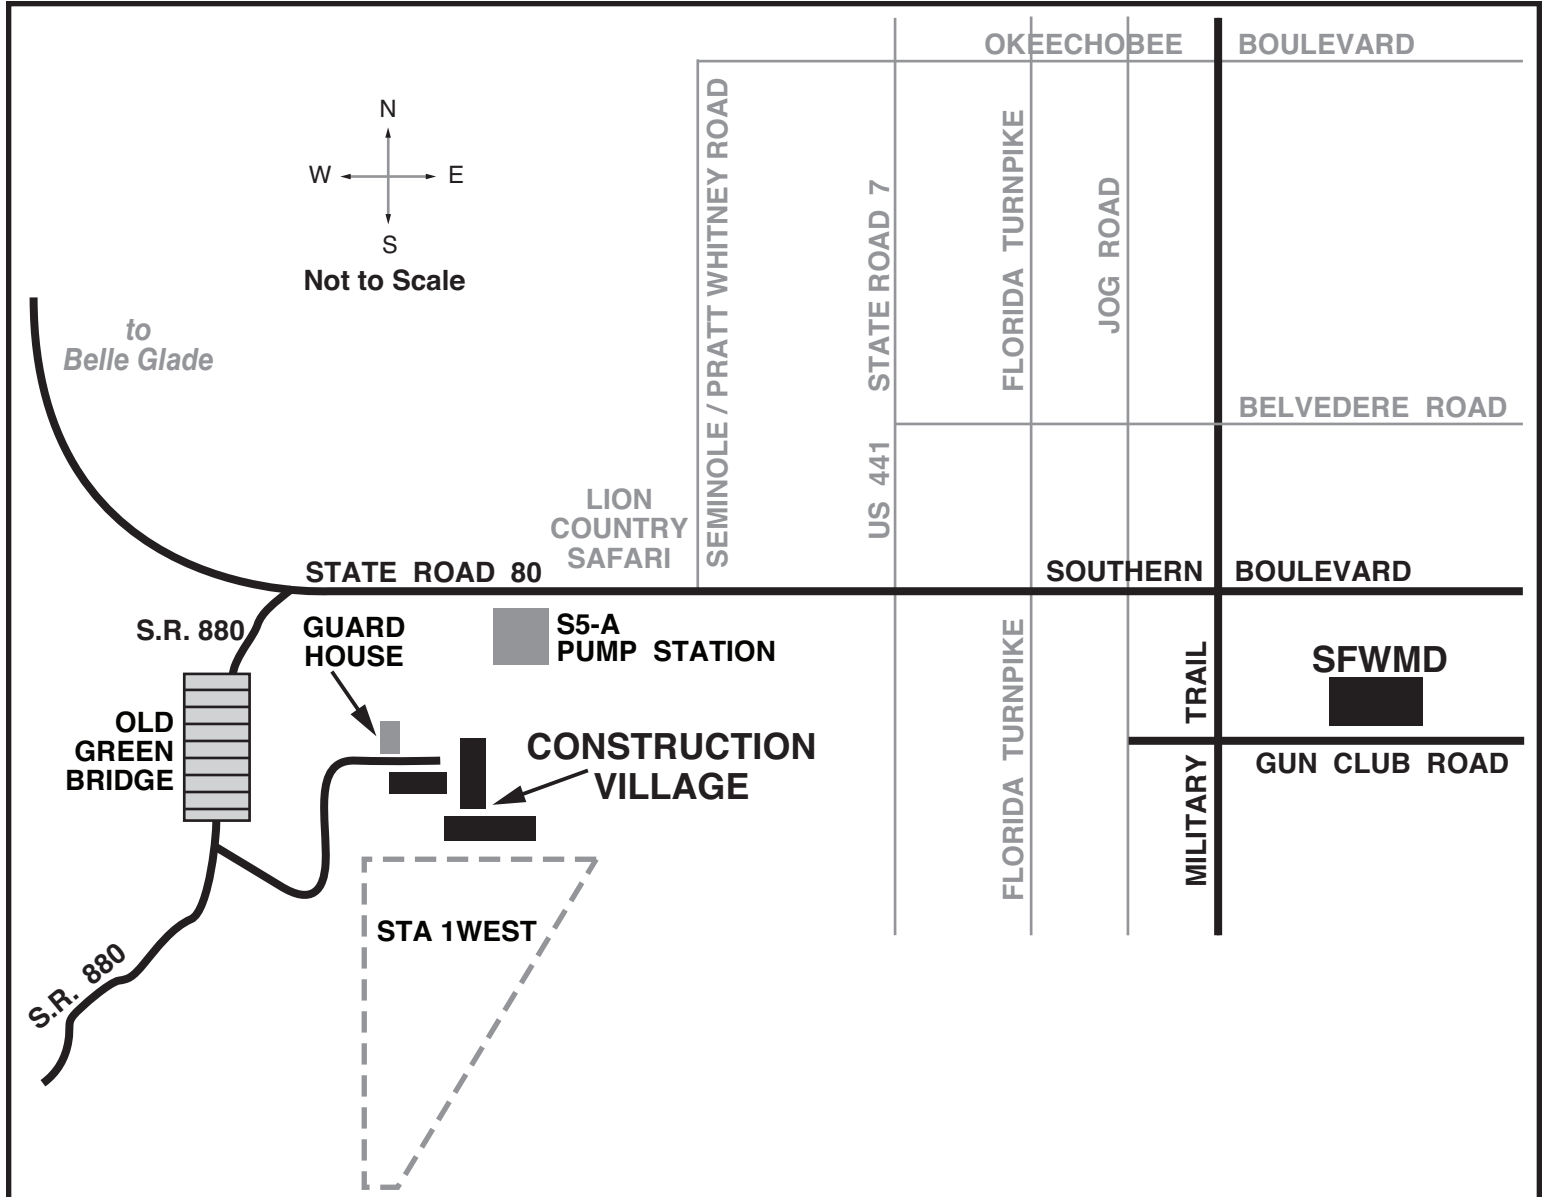 OKEECHOBEE BOULEVARD
N
W E
S
Not to Scale
to
Belle Glade
SEMINOLE / PRATT WHITNEY ROAD
US 441 STATE ROAD 7
FLORIDA TURNPIKE
JOG ROAD
BELVEDERE ROAD
LION
COUNTRY
SAFARI
STATE ROAD 80
SOUTHERN BOULEVARD
S.R. 880
GUARD
HOUSE
S5-A
PUMP STATION
OLD
GREEN
BRIDGE
CONSTRUCTION
VILLAGE
FLORIDA TURNPIKE
MILITARY TRAIL
SFWMD
GUN CLUB ROAD
STA 1WEST
S.R. 880